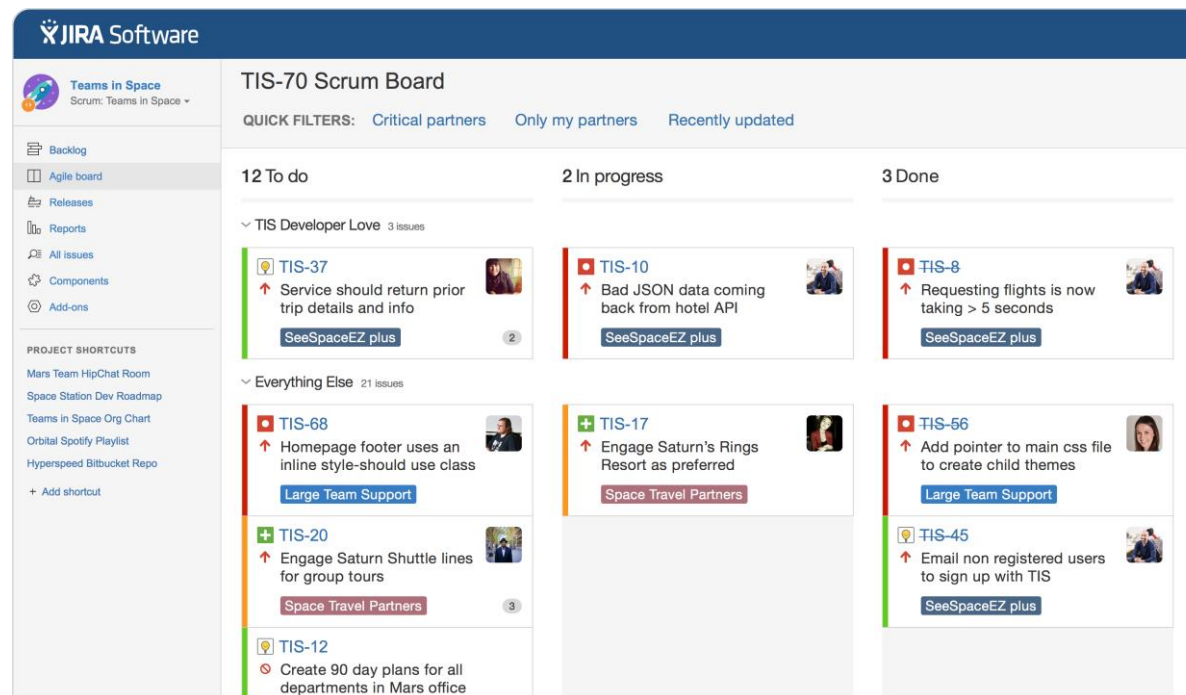 JIRA Software
Teams in Space
Scrum: Teams in Space
Backlog
Agile board
Releases
Reports
All issues
Components
Add-ons
PROJECT SHORTCUTS
Mars Team HipChat Room
Space Station Dev Roadmap
Teams in Space Org Chart
Orbital Spotify Playlist
Hyperspeed Bitbucket Repo
+ Add shortcut
TIS-70 Scrum Board
QUICK FILTERS: Critical partners Only my partners Recently updated
12 To do
2 In progress
3 Done
TIS Developer Love 3 issues
TIS-37
Service should return prior
trip details and info
SeeSpaceEZ plus
2
TIS-10
Bad JSON data coming
back from hotel API
SeeSpaceEZ plus
TIS-8
Requesting flights is now
taking > 5 seconds
SeeSpaceEZ plus
Everything Else 21 issues
TIS-68
Homepage footer uses an
inline style-should use class
Large Team Support
TIS-17
Engage Saturn's Rings
Resort as preferred
Space Travel Partners
TIS-56
Add pointer to main css file
to create child themes
Large Team Support
TIS-20
Engage Saturn Shuttle lines
for group tours
Space Travel Partners
3
TIS-45
Email non registered users
to sign up with TIS
SeeSpaceEZ plus
TIS-12
Create 90 day plans for all
departments in Mars office